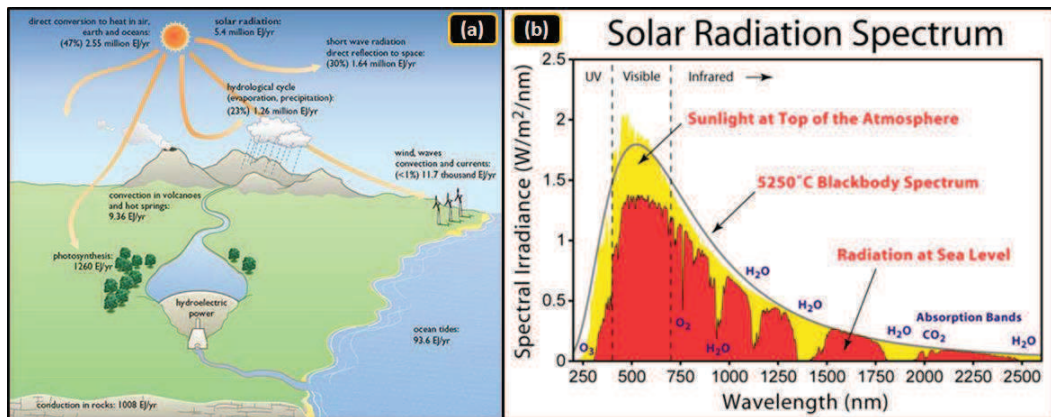 direct conversion to heat in air,
earth and oceans:
(47%) 2.55 million EJ/yr
solar radiation:
5.4 million EJ/yr
(a)
short wave radiation
direct reflection to space:
(30%) 1.64 million EJ/yr
hydrological cycle
(evaporation, precipitation):
(23%) 1.26 million EJ/yr
wind, waves
convection and currents:
(<1%) 11.7 thousand EJ/yr
convection in volcanoes
and hot springs:
9.36 EJ/yr
photosynthesis:
1260 EJ/yr
hydroelectric
power
ocean tides:
93.6 EJ/yr
conduction in rocks: 1008 EJ/yr
(b)
Solar Radiation Spectrum
UV
Visible
Infrared →
Sunlight at Top of the Atmosphere
5250°C Blackbody Spectrum
Radiation at Sea Level
H₂O
H₂O
Absorption Bands
H₂O
CO₂
H₂O
O₃
O₂
H₂O
Spectral Irradiance (W/m²/nm)
2.5
2
1.5
1
0.5
0
250 500 750 1000 1250 1500 1750 2000 2250 2500
Wavelength (nm)